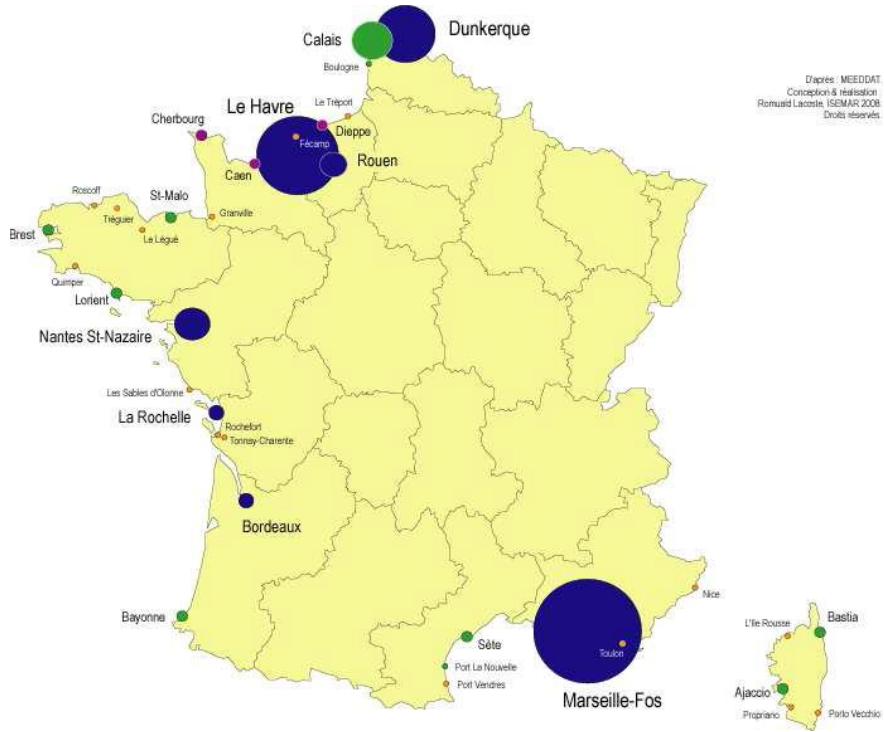 Dunkerque
Calais
Boulogne
D'après : MEEDDAT.
Conception & réalisation :
Romuald Lacoste, ISEMAR 2008.
Droits réservés.
Le Tréport
Le Havre
Cherbourg
Dieppe
Fécamp
Rouen
Caen
Roscoff
St-Malo
Tréguier
Granville
Brest
Le Légué
Quimper
Lorient
Nantes St-Nazaire
Les Sables d'Olonne
La Rochelle
Rochefort
Tonnay-Charente
Bordeaux
Nice
Bayonne
L'Ile Rousse
Bastia
Sète
Toulon
Port La Nouvelle
Port Vendres
Ajaccio
Marseille-Fos
Propriano
Porto Vecchio